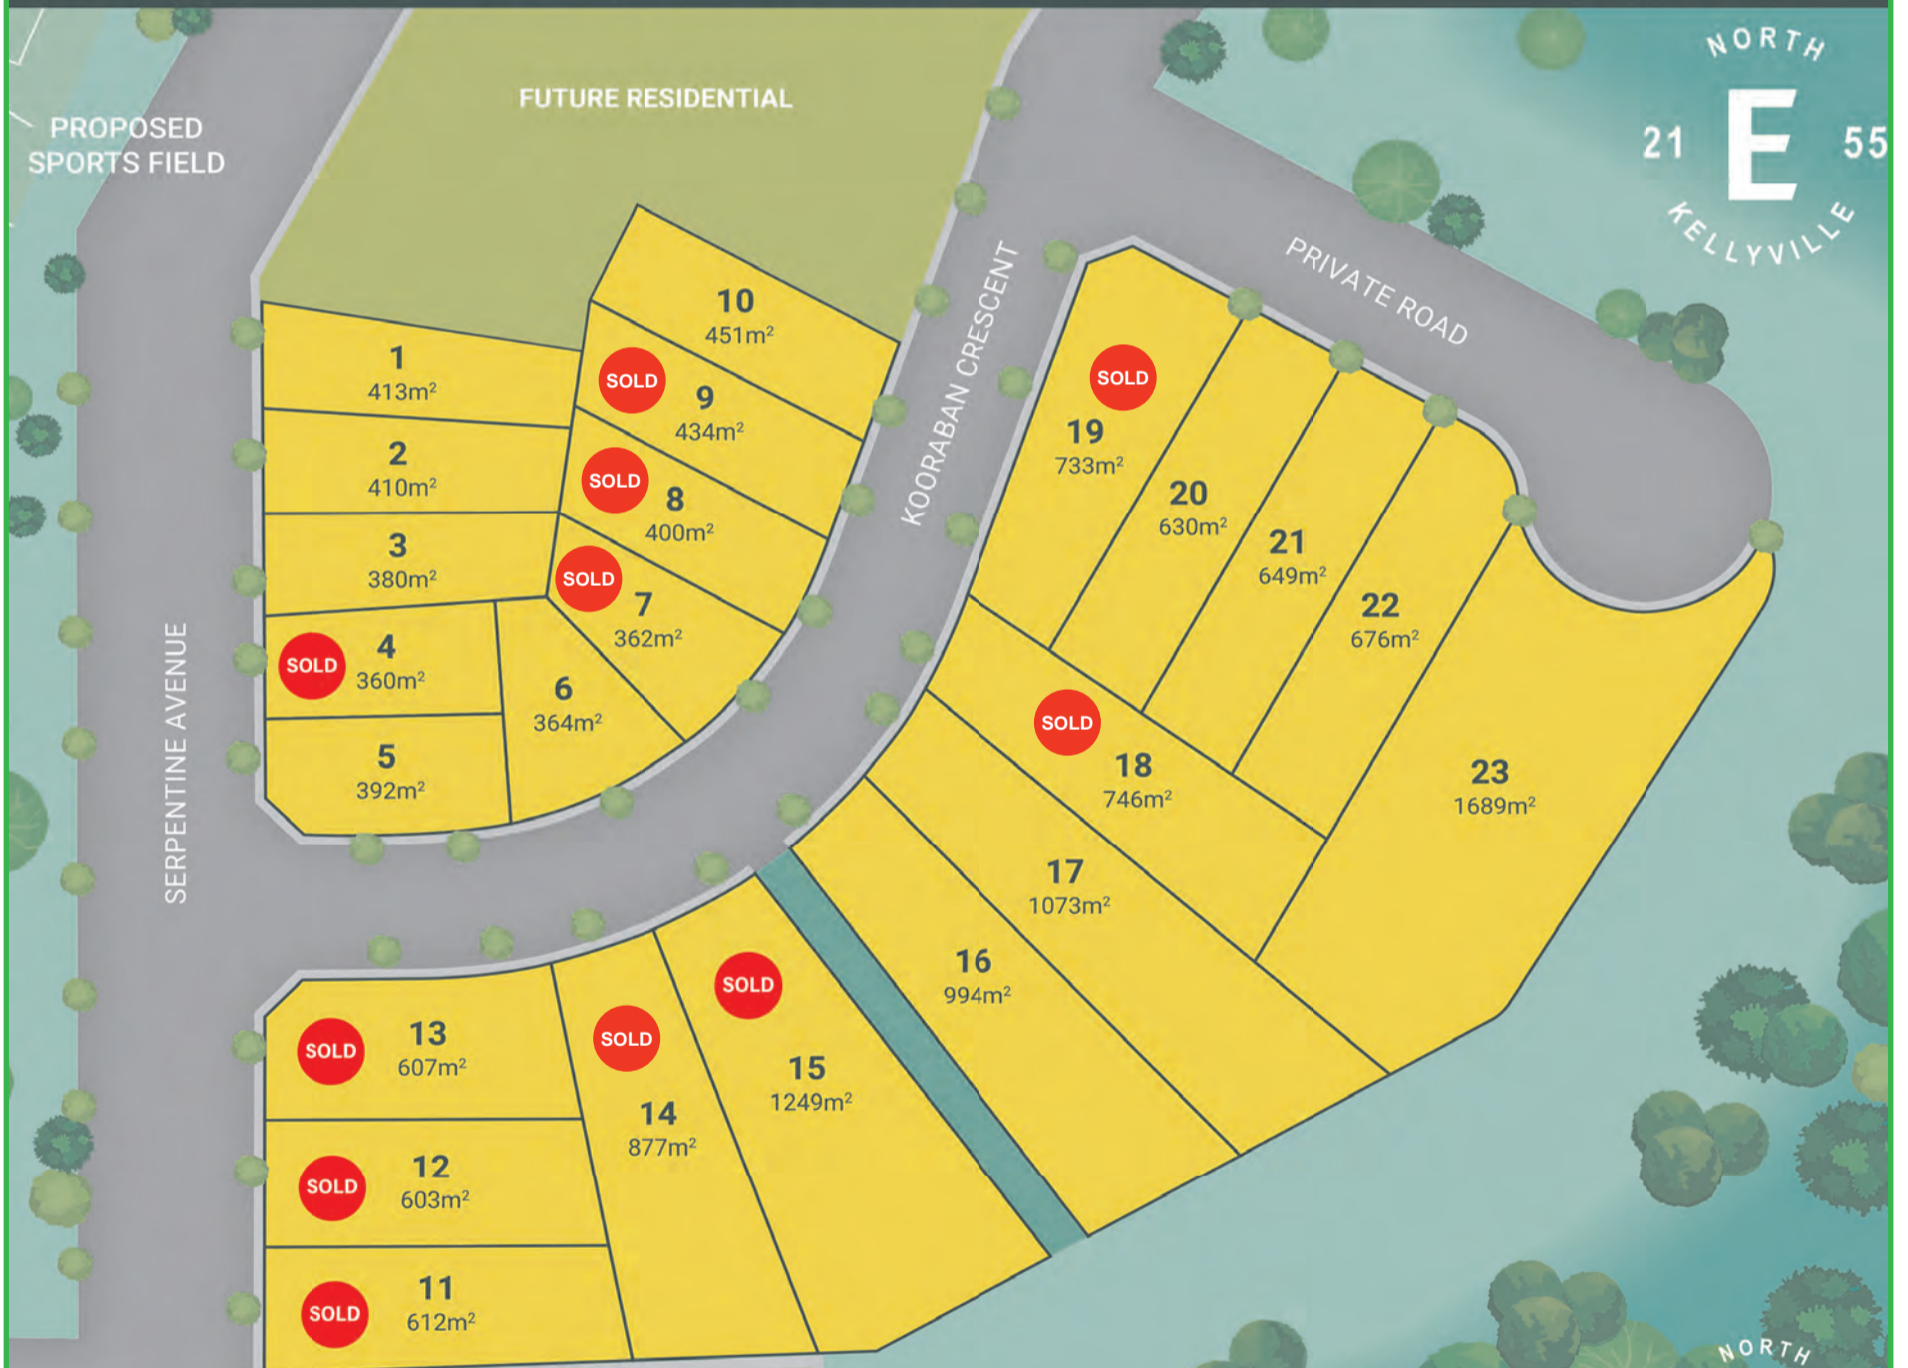 FUTURE RESIDENTIAL
PROPOSED
SPORTS FIELD
NORTH
21 E 55
KELLYVILLE
PRIVATE ROAD
KOORABAN CRESCENT
SERPENTINE AVENUE
10
451m²
1
413m²
SOLD
9
434m²
2
410m²
SOLD
8
400m²
3
380m²
SOLD
7
362m²
SOLD
4
360m²
6
364m²
5
392m²
SOLD
19
733m²
20
630m²
21
649m²
22
676m²
23
1689m²
SOLD
18
746m²
17
1073m²
16
994m²
SOLD
15
1249m²
SOLD
14
877m²
SOLD
13
607m²
SOLD
12
603m²
SOLD
11
612m²
NORTH